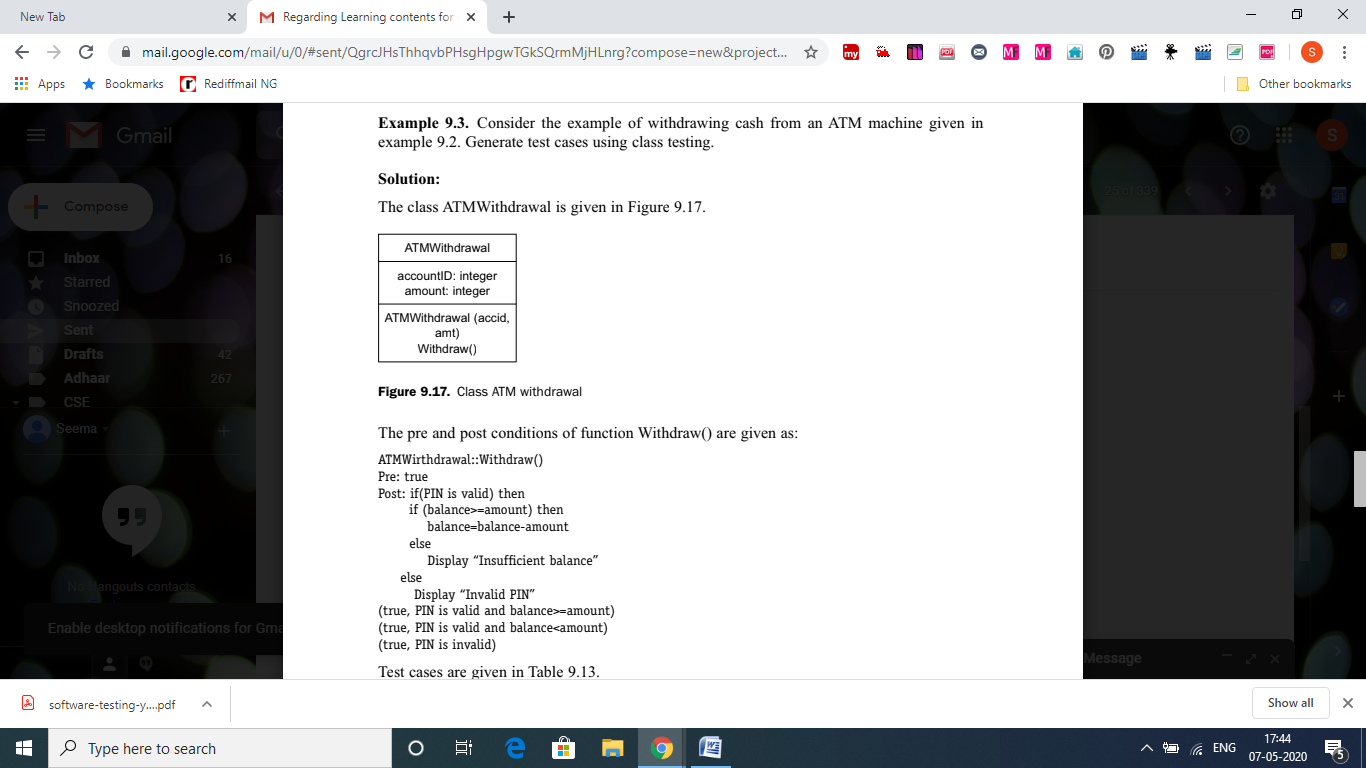 New Tab
Regarding Learning contents for
mail.google.com/mail/u/0/#sent/QgrcJHsThhqvbPHsgHpgwTGkSQrmMjHLnrg?compose=new&project...
Apps
Bookmarks
Rediffmail NG
Other bookmarks
Gmail
Compose
Inbox 16
Starred
Snoozed
Sent
Drafts 42
Adhaar 267
CSE
Seema
No Hangouts contacts
Enable desktop notifications for Gma
Example 9.3. Consider the example of withdrawing cash from an ATM machine given in
example 9.2. Generate test cases using class testing.
Solution:
The class ATMWithdrawal is given in Figure 9.17.
ATMWithdrawal
accountID: integer
amount: integer
ATMWithdrawal (accid,
amt)
Withdraw()
Figure 9.17. Class ATM withdrawal
The pre and post conditions of function Withdraw() are given as:
ATMWirthdrawal::Withdraw()
Pre: true
Post: if(PIN is valid) then
if (balance>=amount) then
balance=balance-amount
else
Display “Insufficient balance”
else
Display “Invalid PIN”
(true, PIN is valid and balance>=amount)
(true, PIN is valid and balance<amount)
(true, PIN is invalid)
Test cases are given in Table 9.13.
S
Message
software-testing-y....pdf
Show all
Type here to search
ENG
17:44
07-05-2020
5